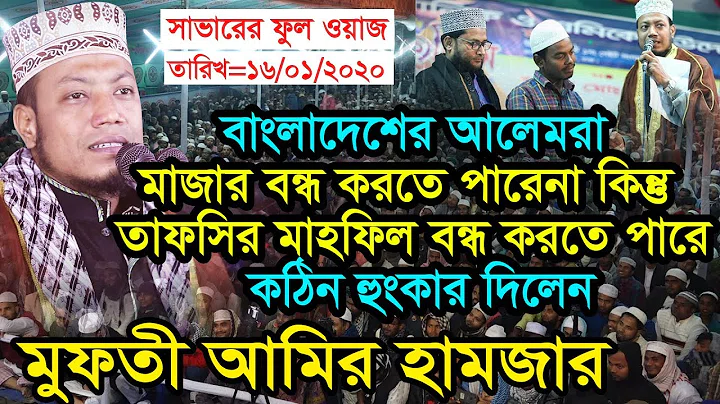 সাভারের ফুল ওয়াজ
তারিখ=১৬/০১/২০২০
বাংলাদেশের আলেমরা
মাজার বন্ধ করতে পারেনা কিন্তু
তাফসির মাহফিল বন্ধ করতে পারে
কঠিন হুংকার দিলেন
মুফতী আমির হামজার